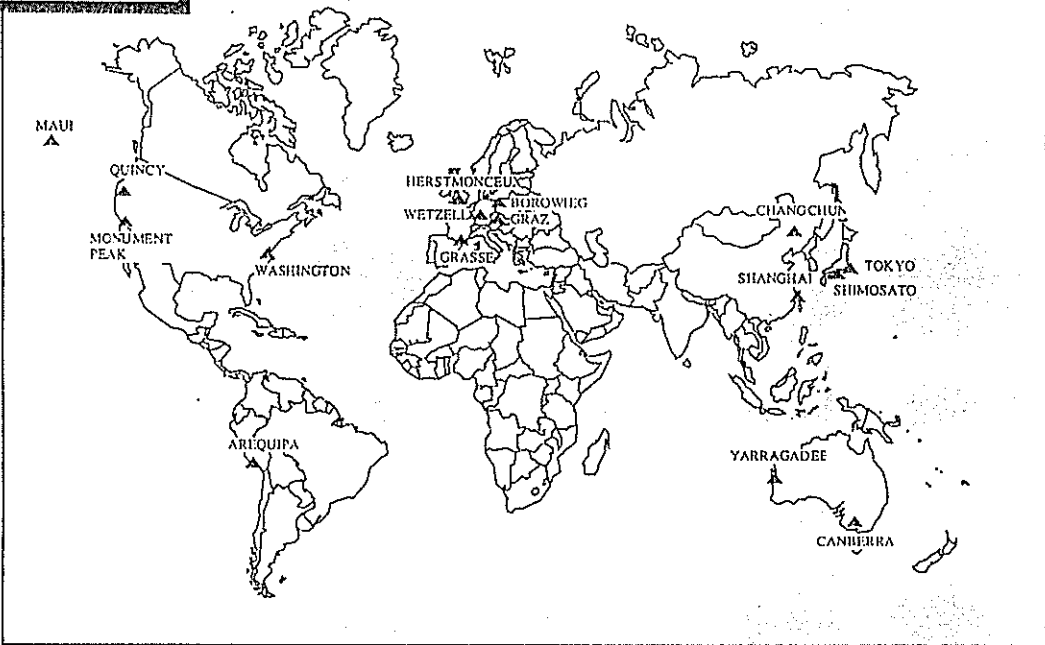 MAUI
QUINCY
HERSTMONCEUX
BOROWIEG
WETZELL
GRAZ
CHANGCHUN
MONUMENT
PEAK
GRASSE
WASHINGTON
TOKYO
SHANGHAI
SHIMOSATO
AREQUIPA
YARRAGADEE
CANBERRA